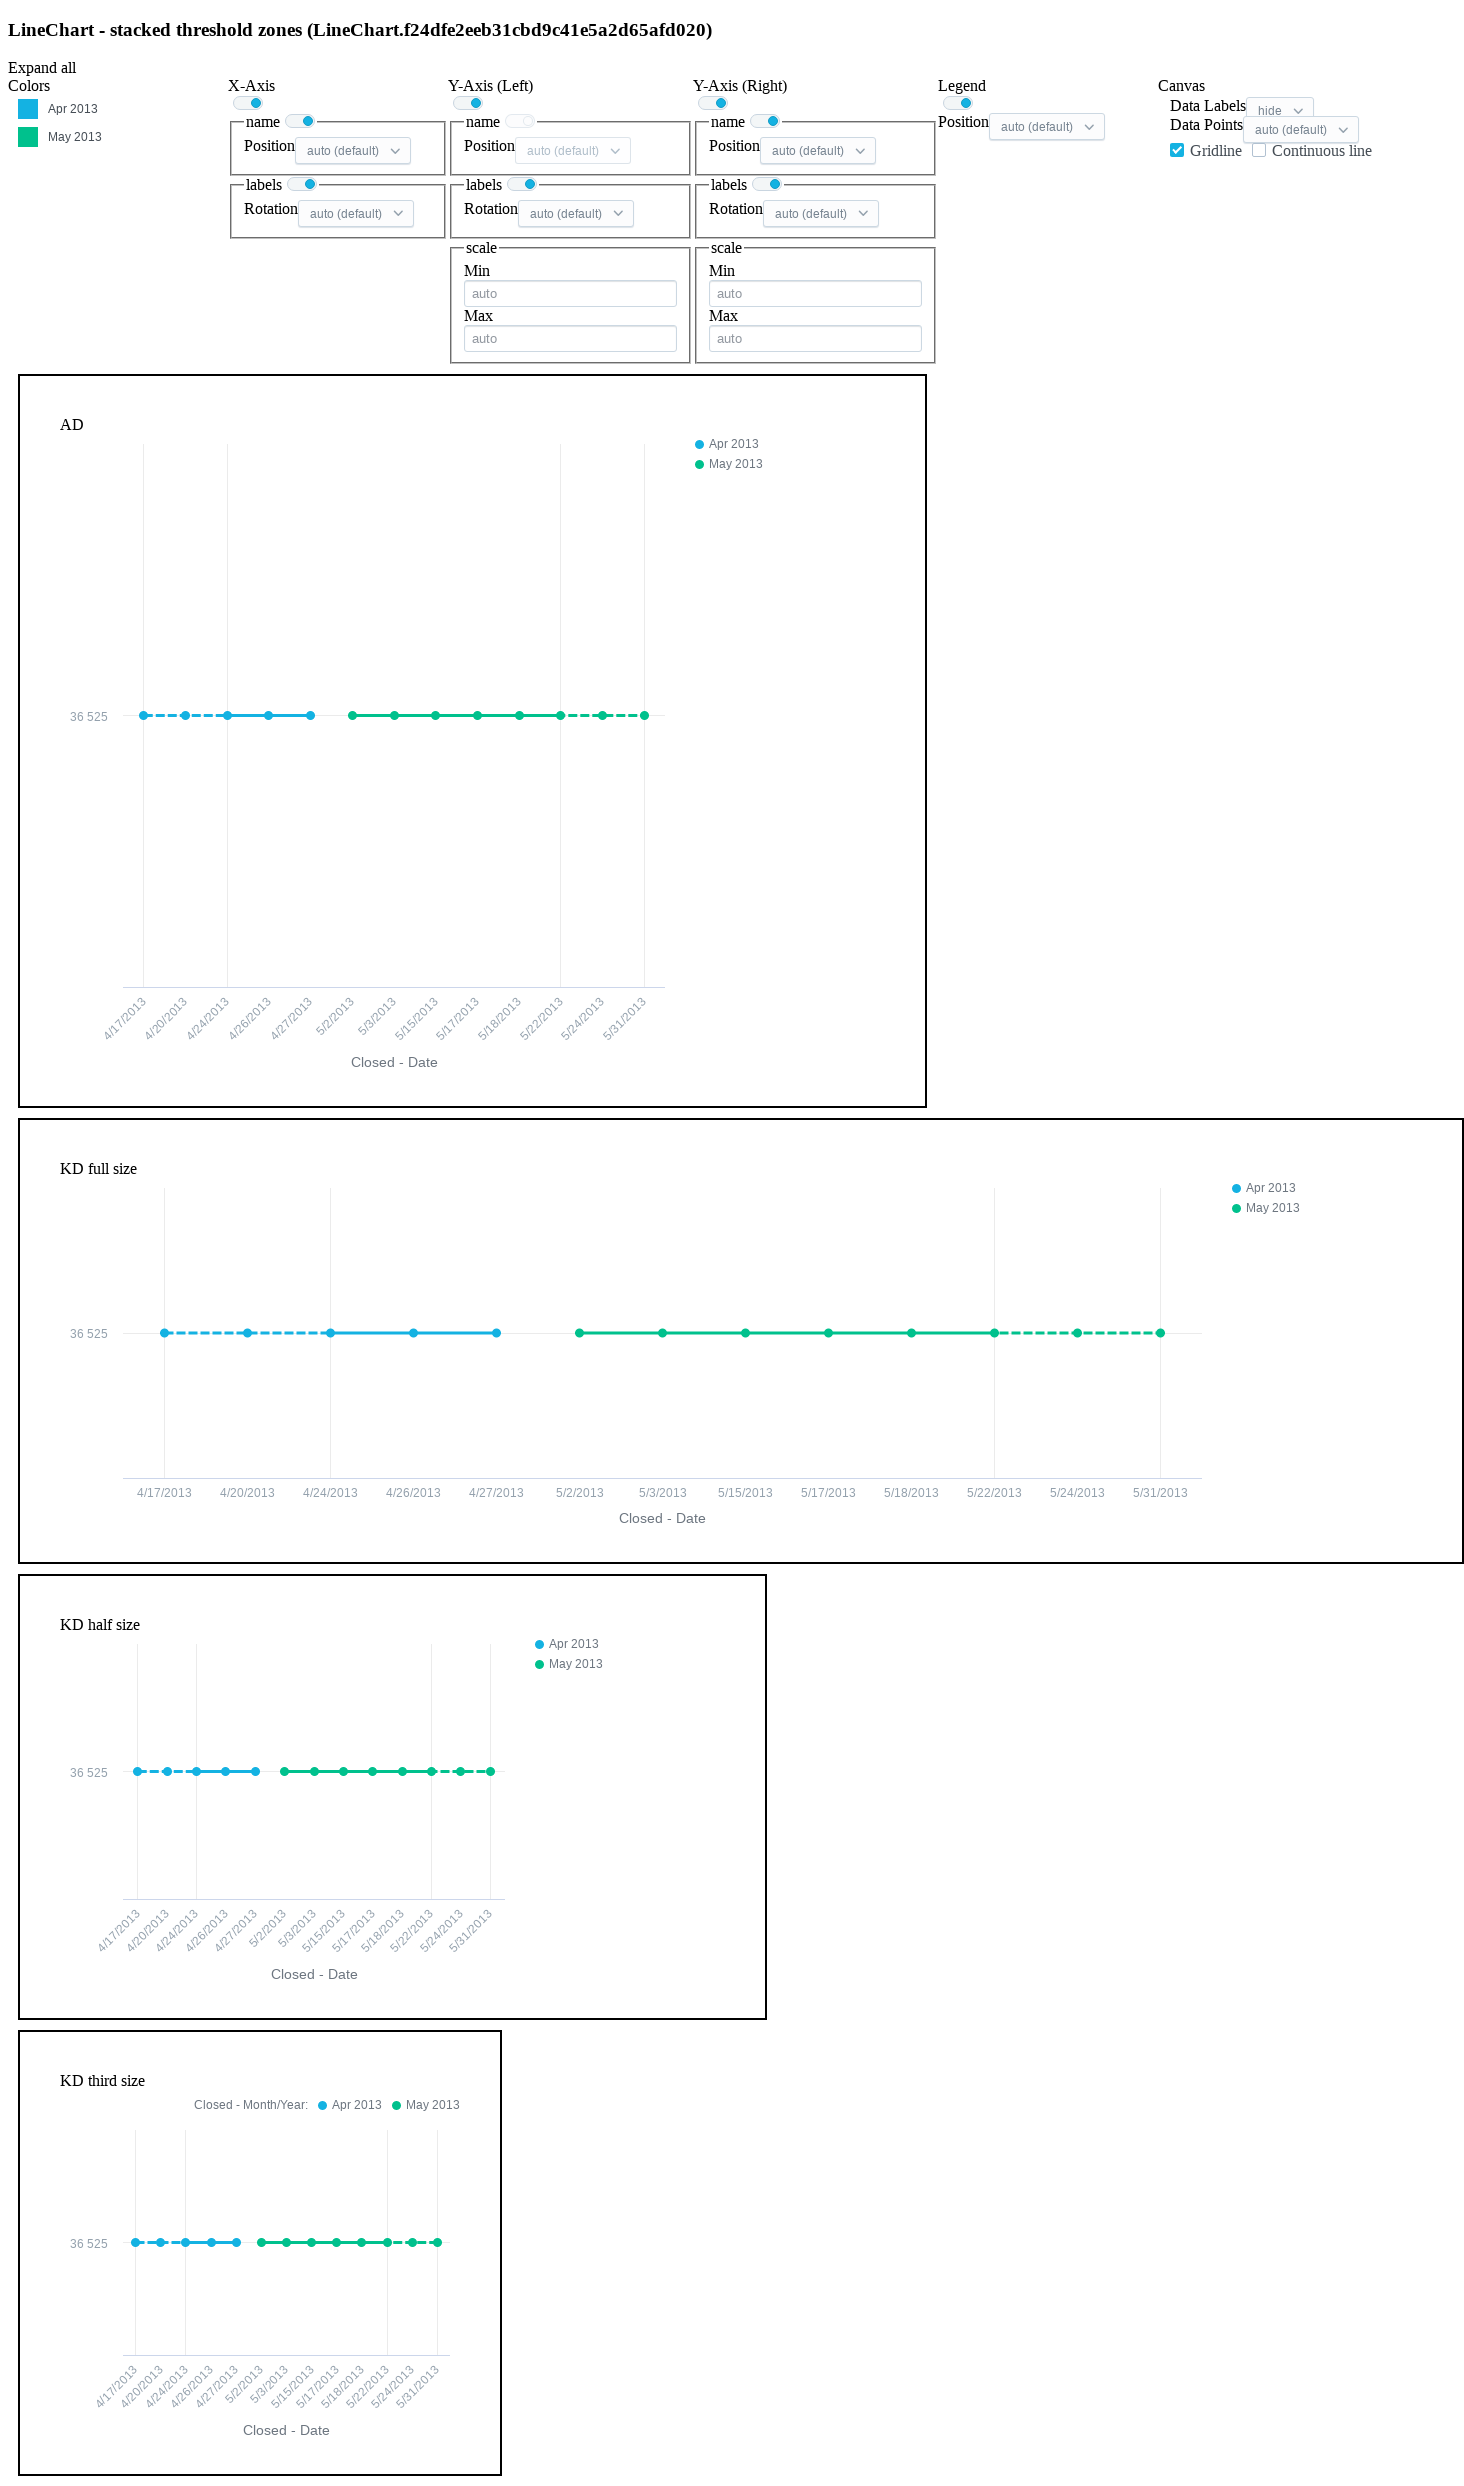 LineChart - stacked threshold zones (LineChart.f24dfe2eeb31cbd9c41e5a2d65afd020)
Expand all
Colors
Apr 2013
May 2013
X-Axis
name
Position auto (default)
labels
Rotation auto (default)
Y-Axis (Left)
name
Position auto (default)
labels
Rotation auto (default)
scale
Min
auto
Max
auto
Y-Axis (Right)
name
Position auto (default)
labels
Rotation auto (default)
scale
Min
auto
Max
auto
Legend
Position auto (default)
Canvas
Data Labels hide
Data Points auto (default)
Gridline Continuous line
AD
Apr 2013
May 2013
36 525
4/17/2013 4/20/2013 4/24/2013 4/26/2013 4/27/2013 5/2/2013 5/3/2013 5/15/2013 5/17/2013 5/18/2013 5/22/2013 5/24/2013 5/31/2013
Closed - Date
KD full size
Apr 2013
May 2013
36 525
4/17/2013 4/20/2013 4/24/2013 4/26/2013 4/27/2013 5/2/2013 5/3/2013 5/15/2013 5/17/2013 5/18/2013 5/22/2013 5/24/2013 5/31/2013
Closed - Date
KD half size
Apr 2013
May 2013
36 525
4/17/2013 4/20/2013 4/24/2013 4/26/2013 4/27/2013 5/2/2013 5/3/2013 5/15/2013 5/17/2013 5/18/2013 5/22/2013 5/24/2013 5/31/2013
Closed - Date
KD third size
Closed - Month/Year: Apr 2013 May 2013
36 525
4/17/2013 4/20/2013 4/24/2013 4/26/2013 4/27/2013 5/2/2013 5/3/2013 5/15/2013 5/17/2013 5/18/2013 5/22/2013 5/24/2013 5/31/2013
Closed - Date